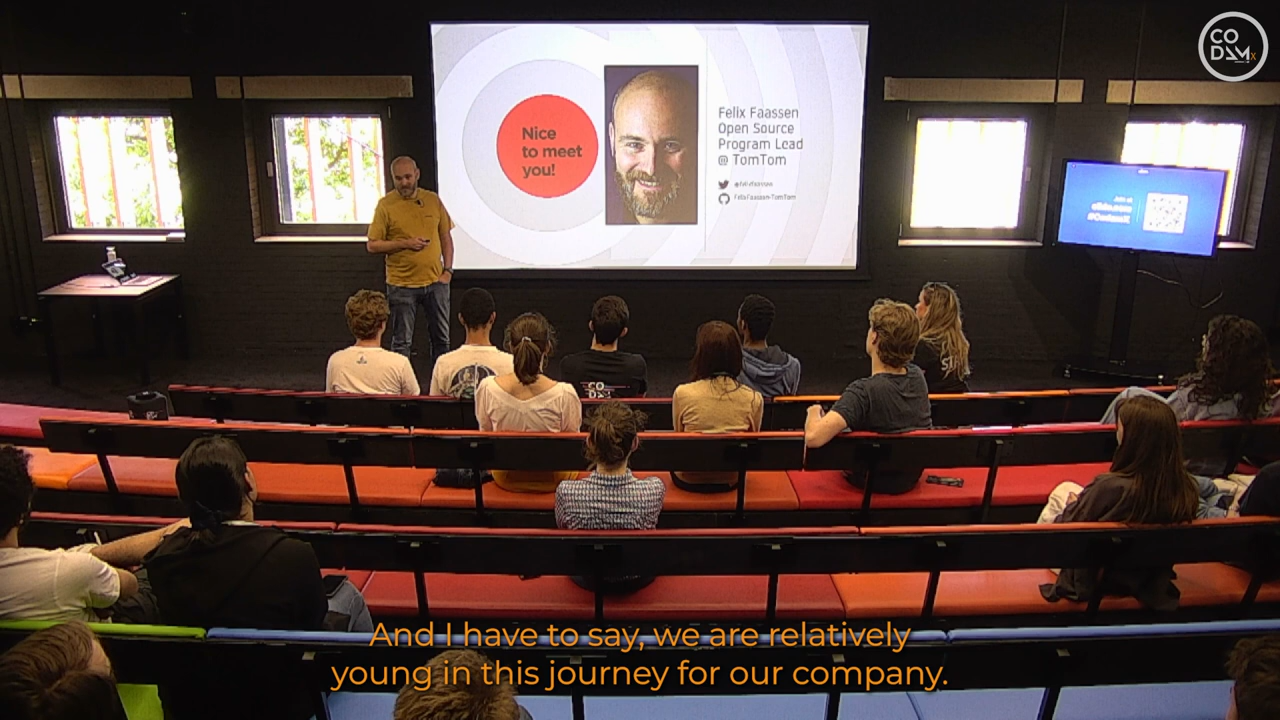 CO
DAM
Nice
to meet
you!
Felix Faassen
Open Source
Program Lead
@ TomTom
@felixfaassen
FelixFaassen-TomTom
CO
And I have to say, we are relatively
young in this journey for our company.